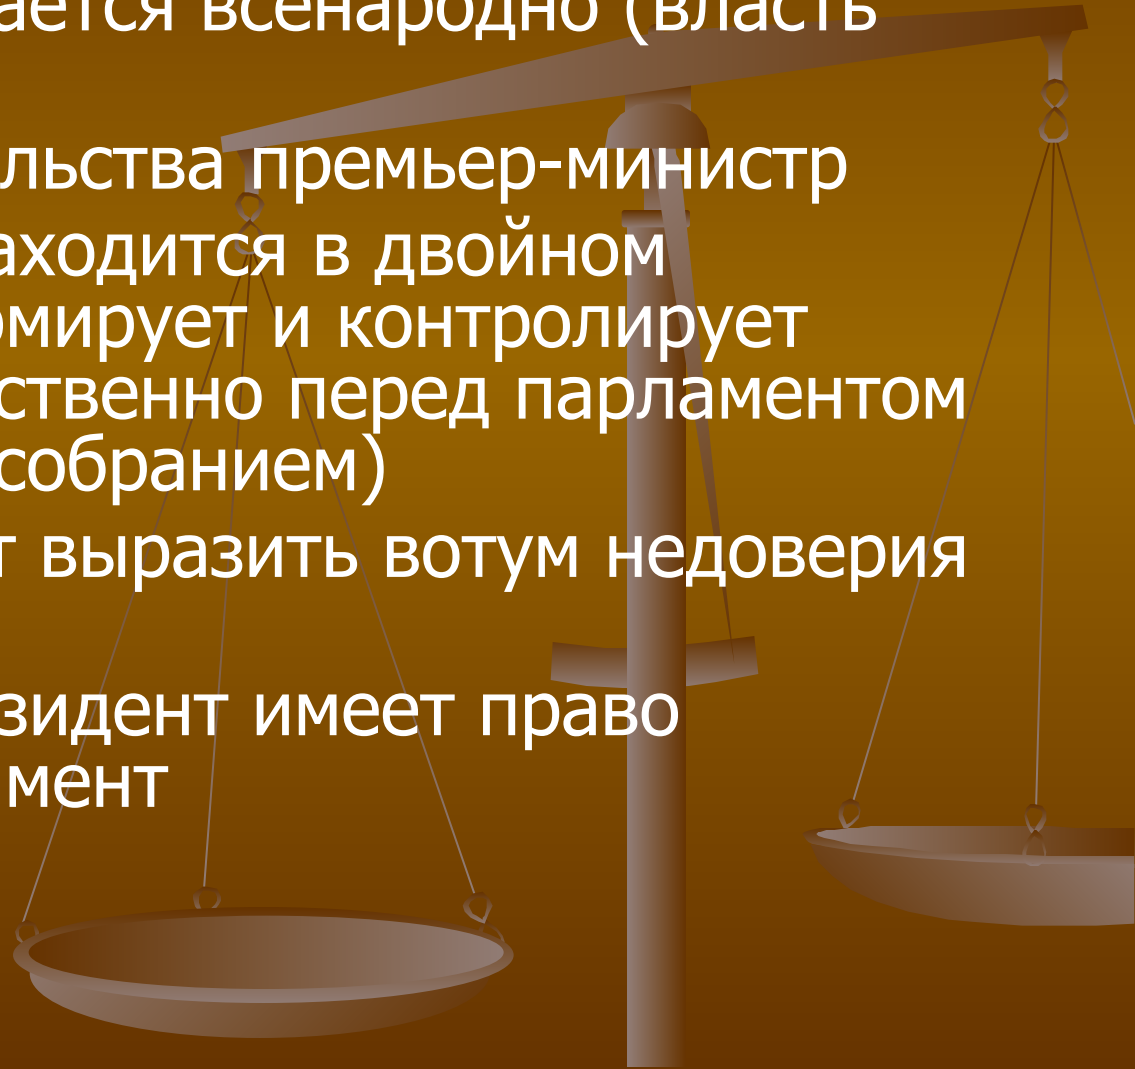 ается всенародно (власть
льства премьер-министр
аходится в двойном
омирует и контролирует
ственно перед парламентом
собранием)
т выразить вотум недоверия
зидент имеет право
мент